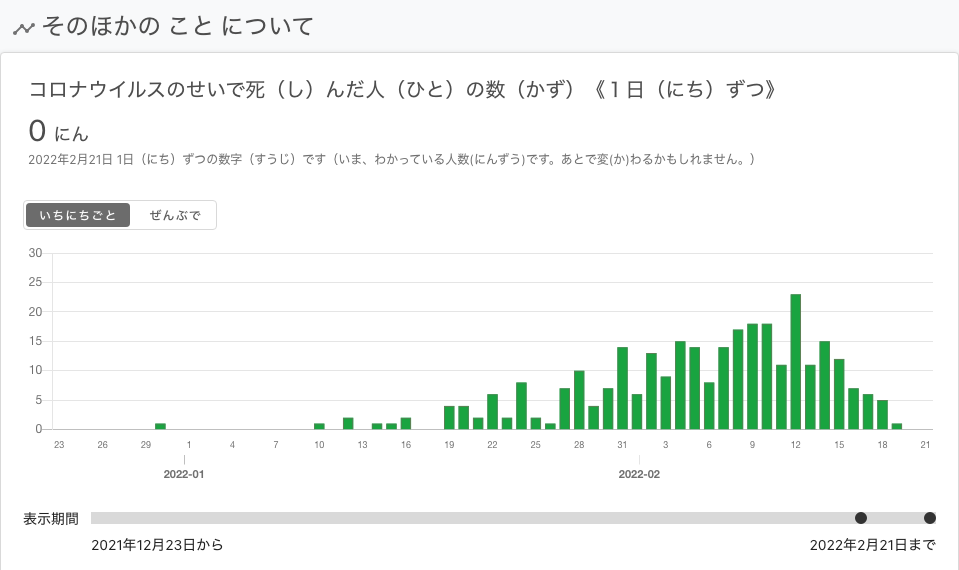 そのほかの こと について
コロナウイルスのせいで死（し）んだ人（ひと）の数（かず）《１日（にち）ずつ》
0 にん
2022年2月21日 1日（にち）ずつの数字（すうじ）です（いま、わかっている人数(にんずう)です。あとで変(か)わるかもしれません。）
いちにちごと ぜんぶで
30
25
20
15
10
5
0
23 26 29 1 4 7 10 13 16 19 22 25 28 31 3 6 9 12 15 18 21
2022-01 2022-02
表示期間
2021年12月23日から 2022年2月21日まで